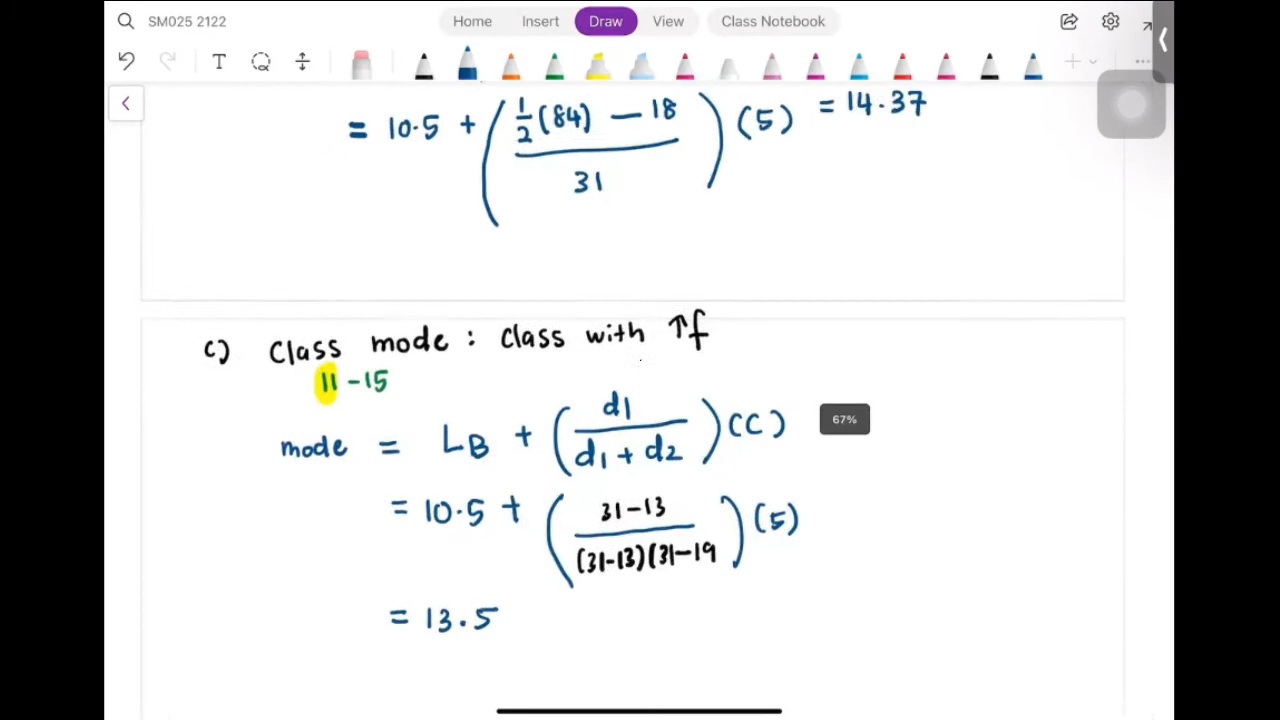 SM025 2122
Home Insert Draw View Class Notebook
T
= 10.5 + ( 1/2 (84) — 18 / 31 ) (5) = 14.37
c) Class mode : Class with ↑f
11 - 15
mode = LB + ( d1 / d1 + d2 ) (C)
67%
= 10.5 + ( 31-13 / (31-13)(31-19 ) (5)
= 13.5